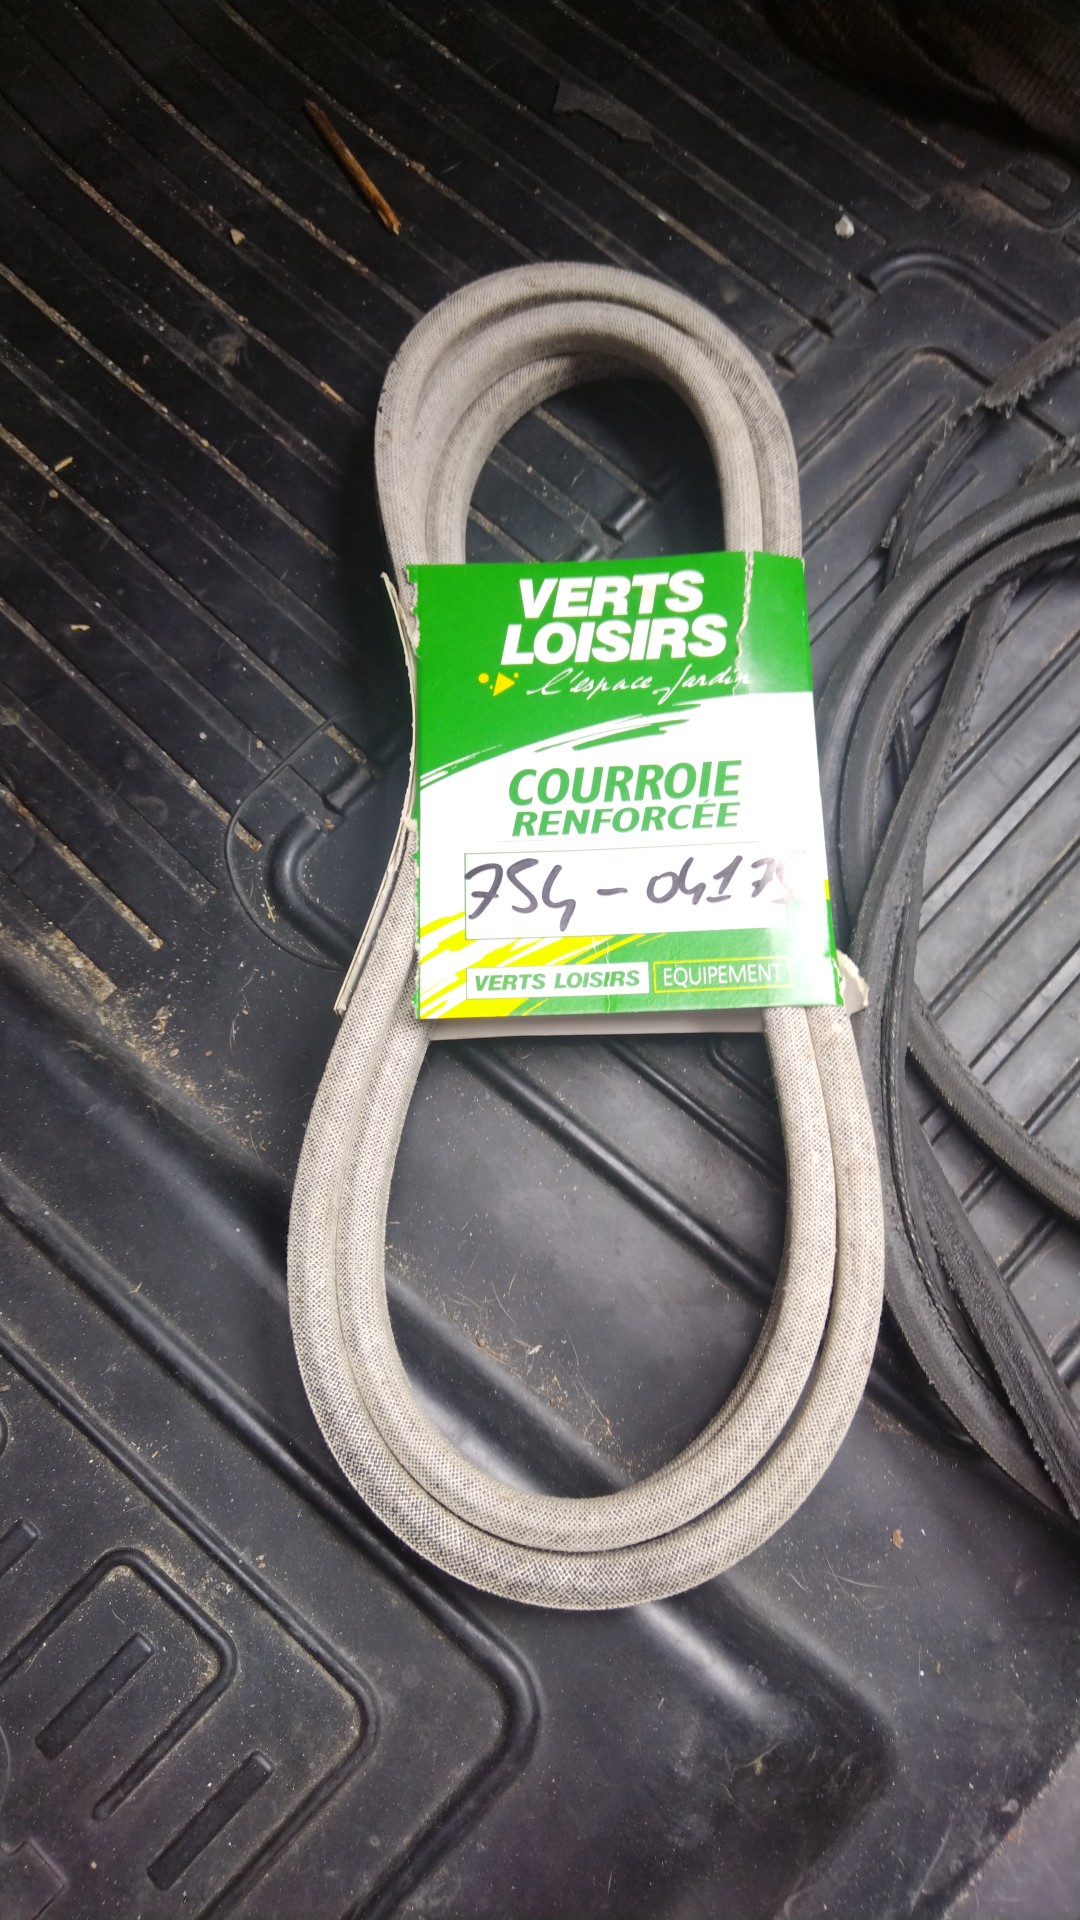 VERTS
LOISIRS
l'espace Jardin
COURROIE
RENFORCÉE
754-04175
VERTS LOISIRS EQUIPEMENT